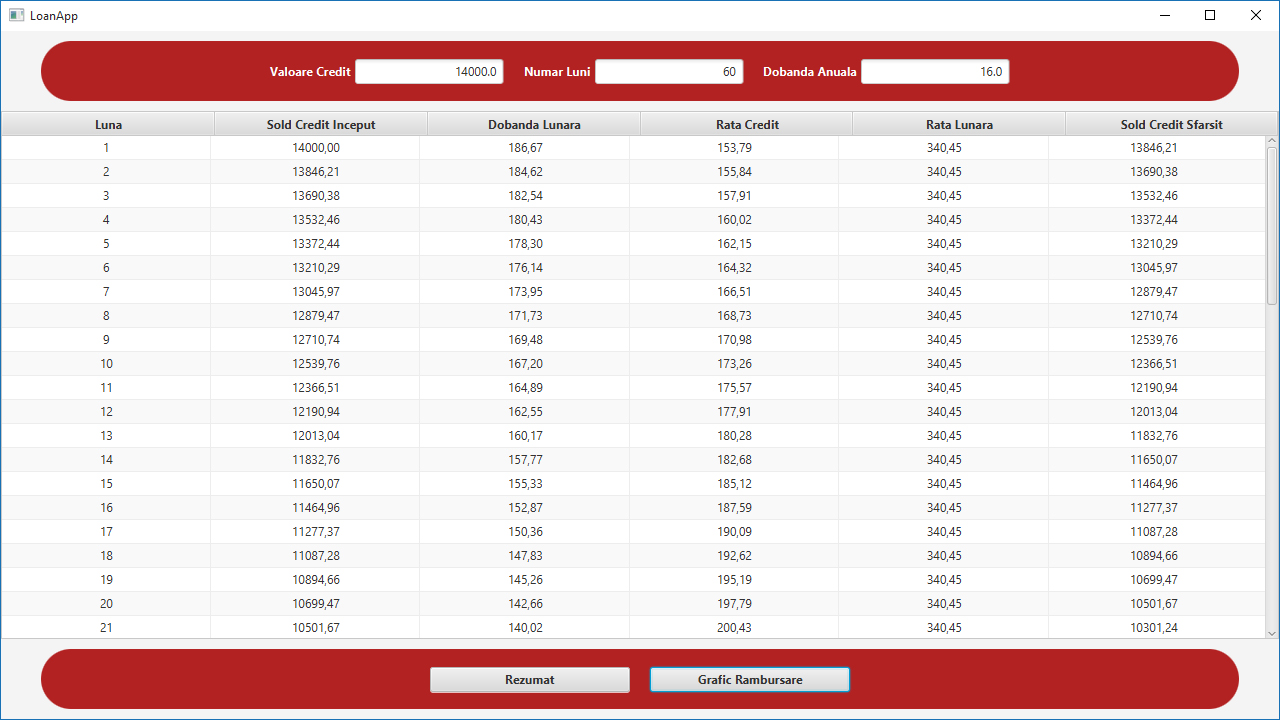 LoanApp
Valoare Credit 14000.0 Numar Luni 60 Dobanda Anuala 16.0
Luna Sold Credit Inceput Dobanda Lunara Rata Credit Rata Lunara Sold Credit Sfarsit
1 14000,00 186,67 153,79 340,45 13846,21
2 13846,21 184,62 155,84 340,45 13690,38
3 13690,38 182,54 157,91 340,45 13532,46
4 13532,46 180,43 160,02 340,45 13372,44
5 13372,44 178,30 162,15 340,45 13210,29
6 13210,29 176,14 164,32 340,45 13045,97
7 13045,97 173,95 166,51 340,45 12879,47
8 12879,47 171,73 168,73 340,45 12710,74
9 12710,74 169,48 170,98 340,45 12539,76
10 12539,76 167,20 173,26 340,45 12366,51
11 12366,51 164,89 175,57 340,45 12190,94
12 12190,94 162,55 177,91 340,45 12013,04
13 12013,04 160,17 180,28 340,45 11832,76
14 11832,76 157,77 182,68 340,45 11650,07
15 11650,07 155,33 185,12 340,45 11464,96
16 11464,96 152,87 187,59 340,45 11277,37
17 11277,37 150,36 190,09 340,45 11087,28
18 11087,28 147,83 192,62 340,45 10894,66
19 10894,66 145,26 195,19 340,45 10699,47
20 10699,47 142,66 197,79 340,45 10501,67
21 10501,67 140,02 200,43 340,45 10301,24
Rezumat Grafic Rambursare